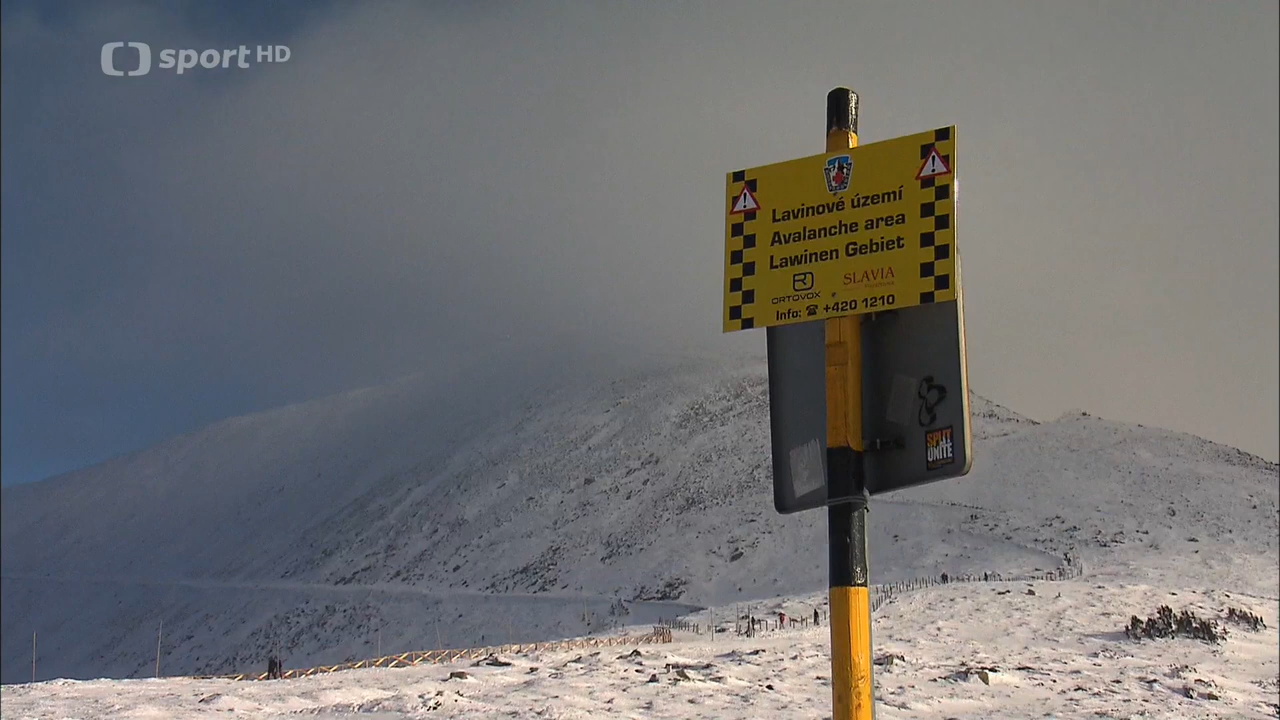 sport HD
Lavinové území
Avalanche area
Lawinen Gebiet
ORTOVOX
SLAVIA
Info: ☎ +420 1210
SPLIT
UNITE